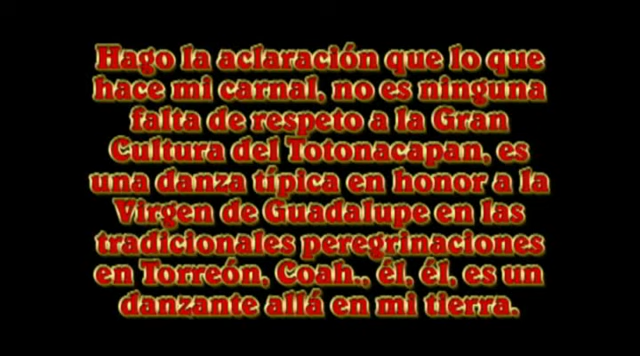 Hago la aclaración que lo que
hace mi carnal, no es ninguna
falta de respeto a la Gran
Cultura del Totonacapan, es
una danza típica en honor a la
Virgen de Guadalupe en las
tradicionales peregrinaciones
en Torreón, Coah., él, él, es un
danzante allá en mi tierra.